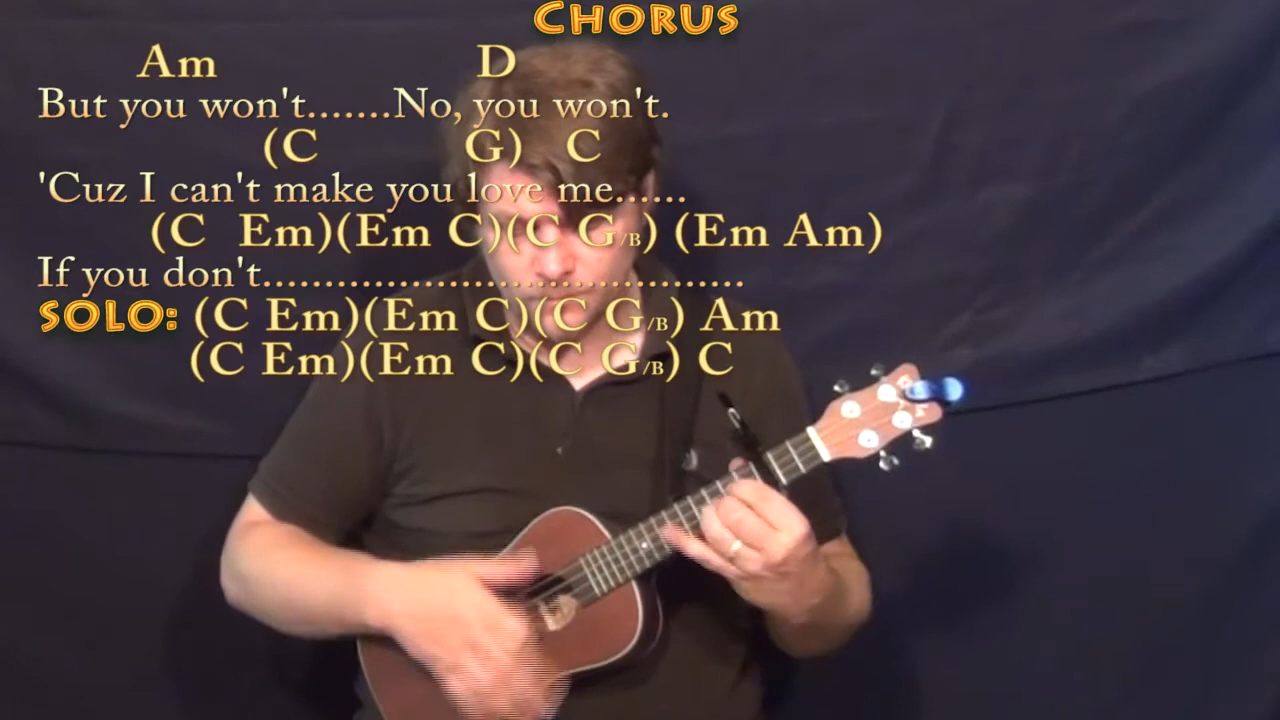 CHORUS
Am D
But you won't.......No, you won't.
(C G) C
'Cuz I can't make you love me......
(C Em)(Em C)(C G/B) (Em Am)
If you don't.......................................
SOLO: (C Em)(Em C)(C G/B) Am
(C Em)(Em C)(C G/B) C